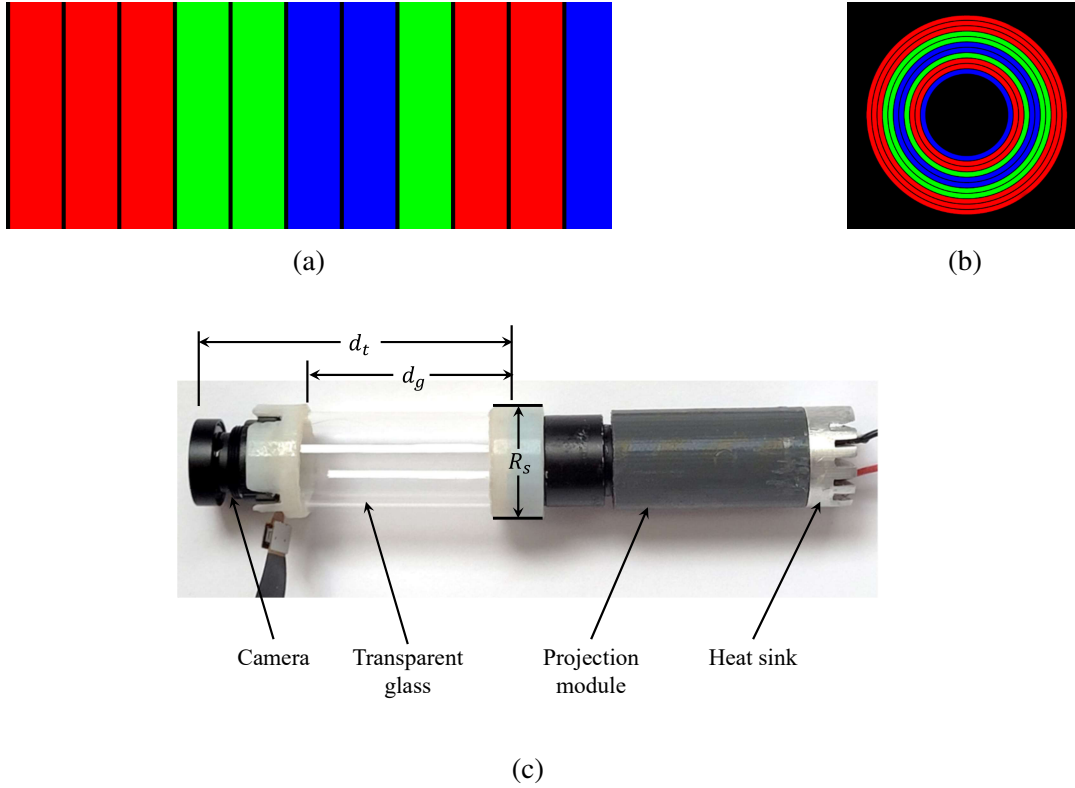 (a)
(b)
d_t
d_g
R_s
Camera
Transparent
glass
Projection
module
Heat sink
(c)